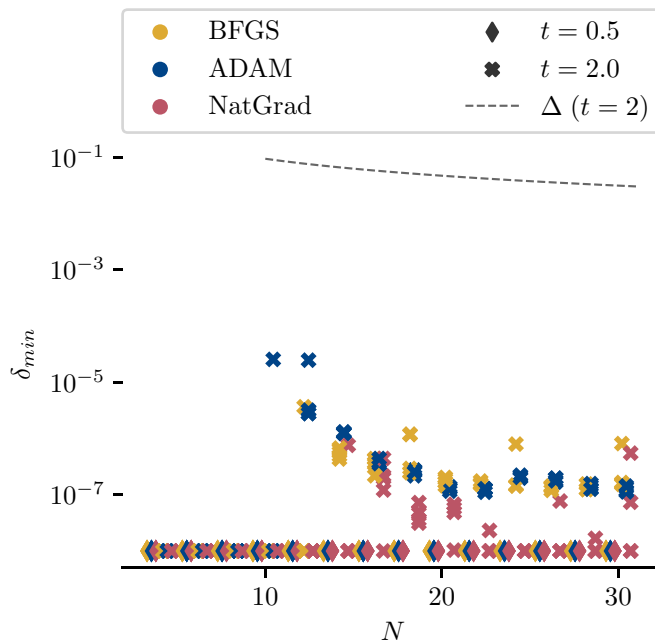 BFGS t = 0.5
ADAM t = 2.0
NatGrad Δ (t = 2)
10⁻¹
10⁻³
10⁻⁵
10⁻⁷
δ_min
10 20 30
N